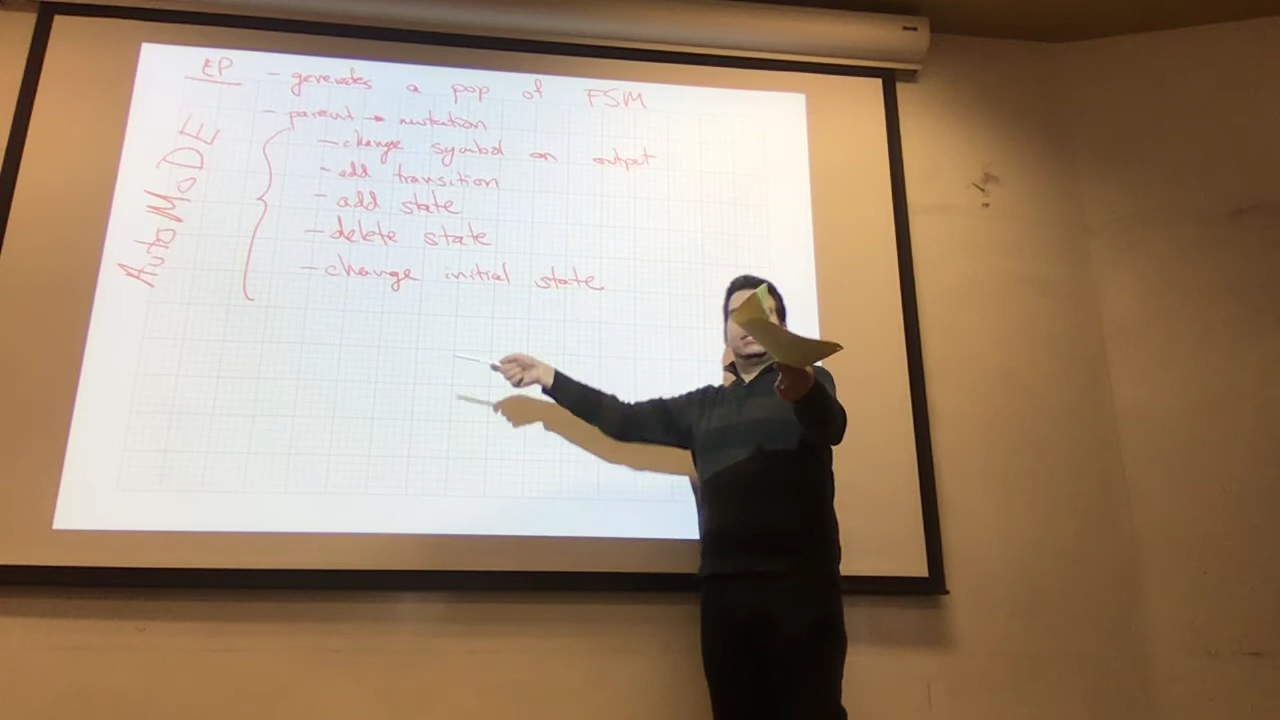 EP - generates a pop of FSM
- parent → mutation
- change symbol on output
- add transition
- add state
- delete state
- change initial state
AutoMoDE